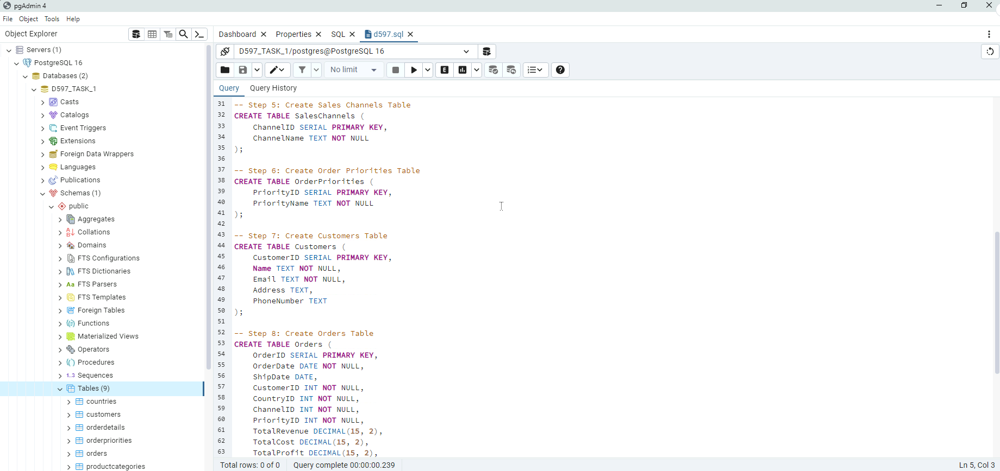 pgAdmin 4
File Object Tools Help
Object Explorer
Dashboard Properties SQL d597.sql
Servers (1)
PostgreSQL 16
Databases (2)
D597_TASK_1
Casts
Catalogs
Event Triggers
Extensions
Foreign Data Wrappers
Languages
Publications
Schemas (1)
public
Aggregates
Collations
Domains
FTS Configurations
FTS Dictionaries
Aa FTS Parsers
FTS Templates
Foreign Tables
Functions
Materialized Views
Operators
Procedures
1..3 Sequences
Tables (9)
countries
customers
orderdetails
orderpriorities
orders
productcategories
D597_TASK_1/postgres@PostgreSQL 16
No limit E
Query Query History
31 -- Step 5: Create Sales Channels Table
32 CREATE TABLE SalesChannels (
33 ChannelID SERIAL PRIMARY KEY,
34 ChannelName TEXT NOT NULL
35 );
36
37 -- Step 6: Create Order Priorities Table
38 CREATE TABLE OrderPriorities (
39 PriorityID SERIAL PRIMARY KEY,
40 PriorityName TEXT NOT NULL
41 );
42
43 -- Step 7: Create Customers Table
44 CREATE TABLE Customers (
45 CustomerID SERIAL PRIMARY KEY,
46 Name TEXT NOT NULL,
47 Email TEXT NOT NULL,
48 Address TEXT,
49 PhoneNumber TEXT
50 );
51
52 -- Step 8: Create Orders Table
53 CREATE TABLE Orders (
54 OrderID SERIAL PRIMARY KEY,
55 OrderDate DATE NOT NULL,
56 ShipDate DATE,
57 CustomerID INT NOT NULL,
58 CountryID INT NOT NULL,
59 ChannelID INT NOT NULL,
60 PriorityID INT NOT NULL,
61 TotalRevenue DECIMAL(15, 2),
62 TotalCost DECIMAL(15, 2),
63 TotalProfit DECIMAL(15, 2),
Total rows: 0 of 0 Query complete 00:00:00.239 Ln 5, Col 3